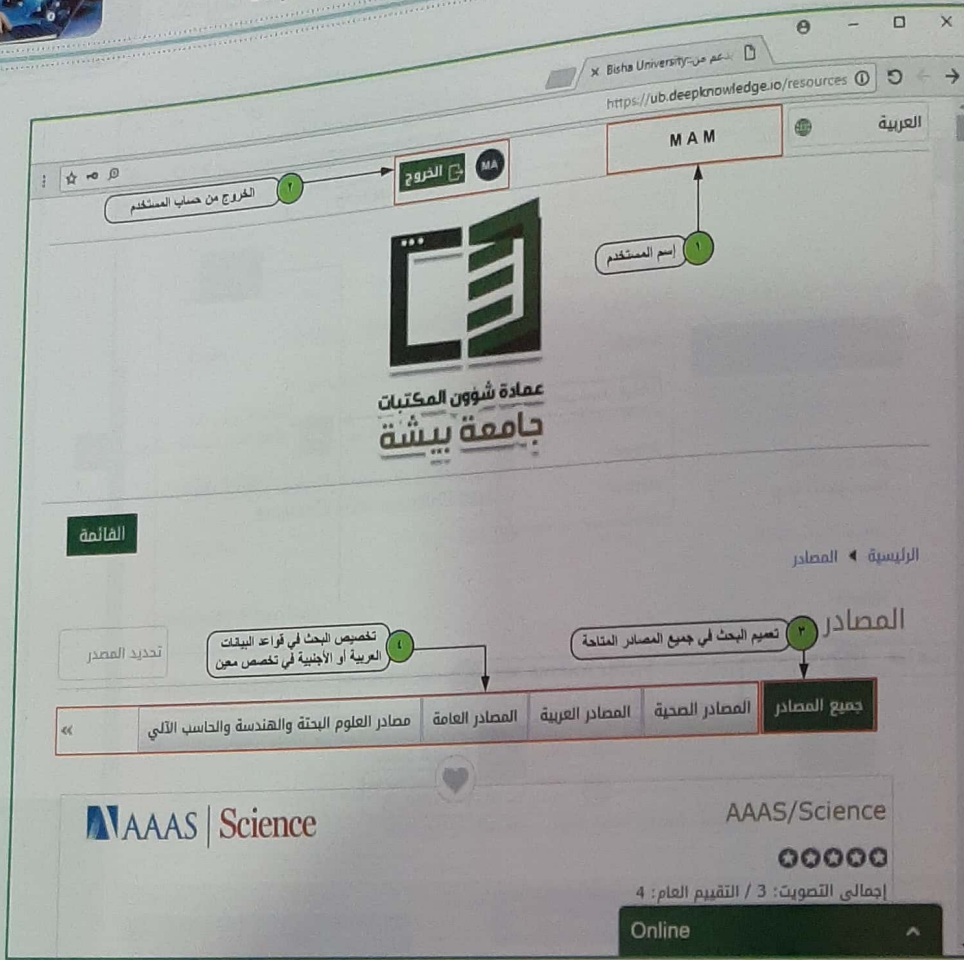 Bisha University-دعم من
https://ub.deepknowledge.io/resources
العربية
M A M
MA
الخروج
٢
الخروج من حساب المستخدم
١
إسم المستخدم
عمادة شؤون المكتبات
جامعة بيشة
القائمة
الرئيسية
المصادر
المصادر
٣
تعميم البحث في جميع المصادر المتاحة
٤
تخصيص البحث في قواعد البيانات
العربية أو الأجنبية في تخصص معين
تحديد المصدر
جميع المصادر
المصادر الصحية
المصادر العربية
المصادر العامة
مصادر العلوم البحتة والهندسة والحاسب الآلي
»
AAAS/Science
AAAS | Science
إجمالي التصويت: 3 / التقييم العام: 4
Online